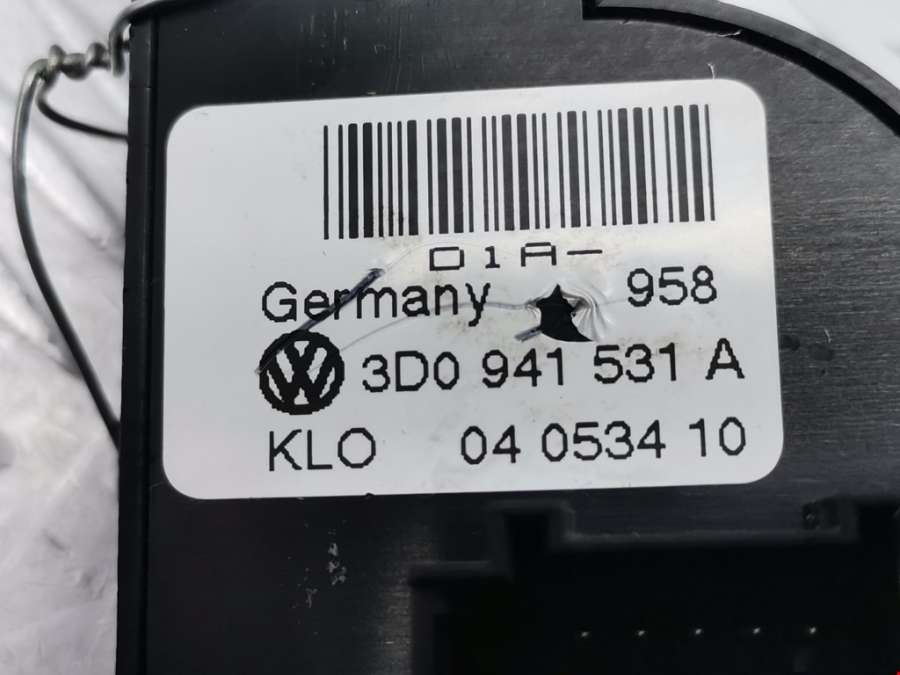 D1A-
Germany 958
3D0 941 531 A
KLO 04 0534 10